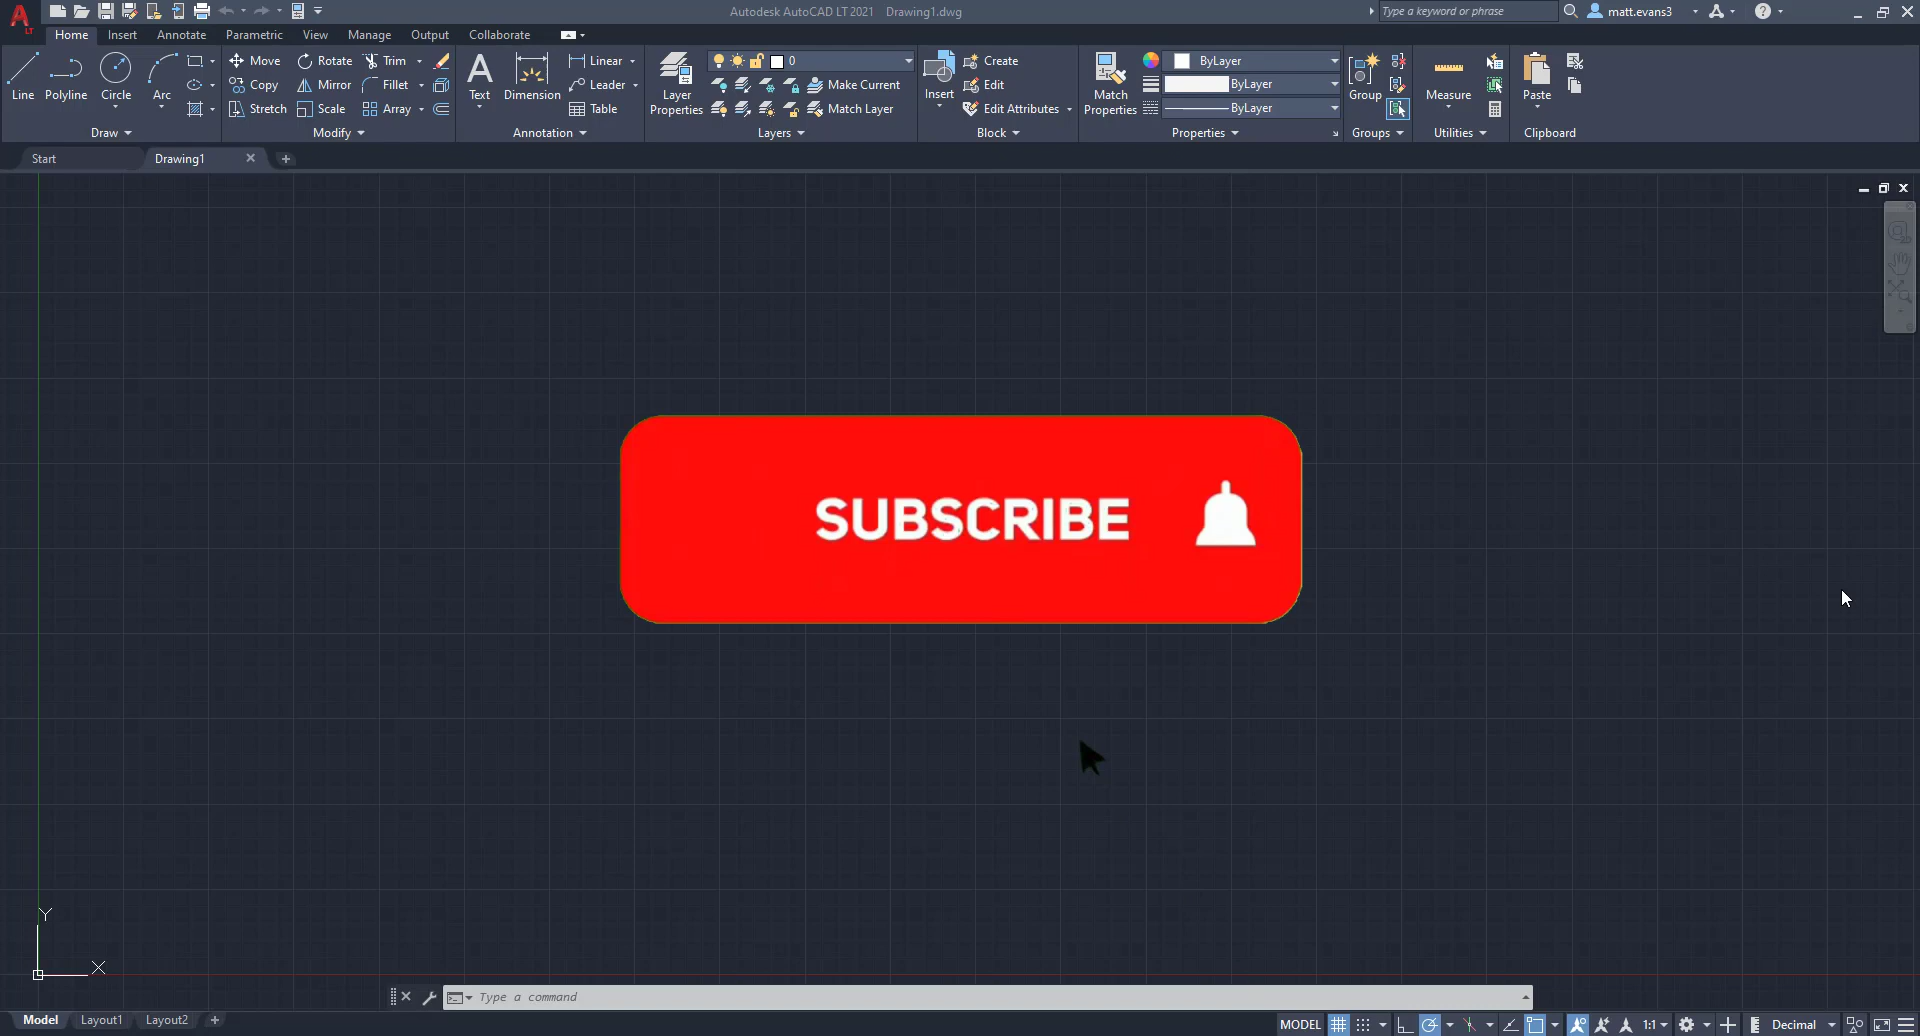 LT
Autodesk AutoCAD LT 2021 Drawing1.dwg
Type a keyword or phrase
matt.evans3
Home Insert Annotate Parametric View Manage Output Collaborate
Line Polyline Circle Arc
Draw
Move Rotate Trim
Copy Mirror Fillet
Stretch Scale Array
Modify
Text Dimension
Linear
Leader
Table
Annotation
Layer Properties
0
Make Current
Match Layer
Layers
Insert
Create
Edit
Edit Attributes
Block
Match Properties
ByLayer
ByLayer
ByLayer
Properties
Group
Groups
Measure
Utilities
Paste
Clipboard
Start Drawing1
SUBSCRIBE
Y
X
Type a command
Model Layout1 Layout2
MODEL 1:1 Decimal